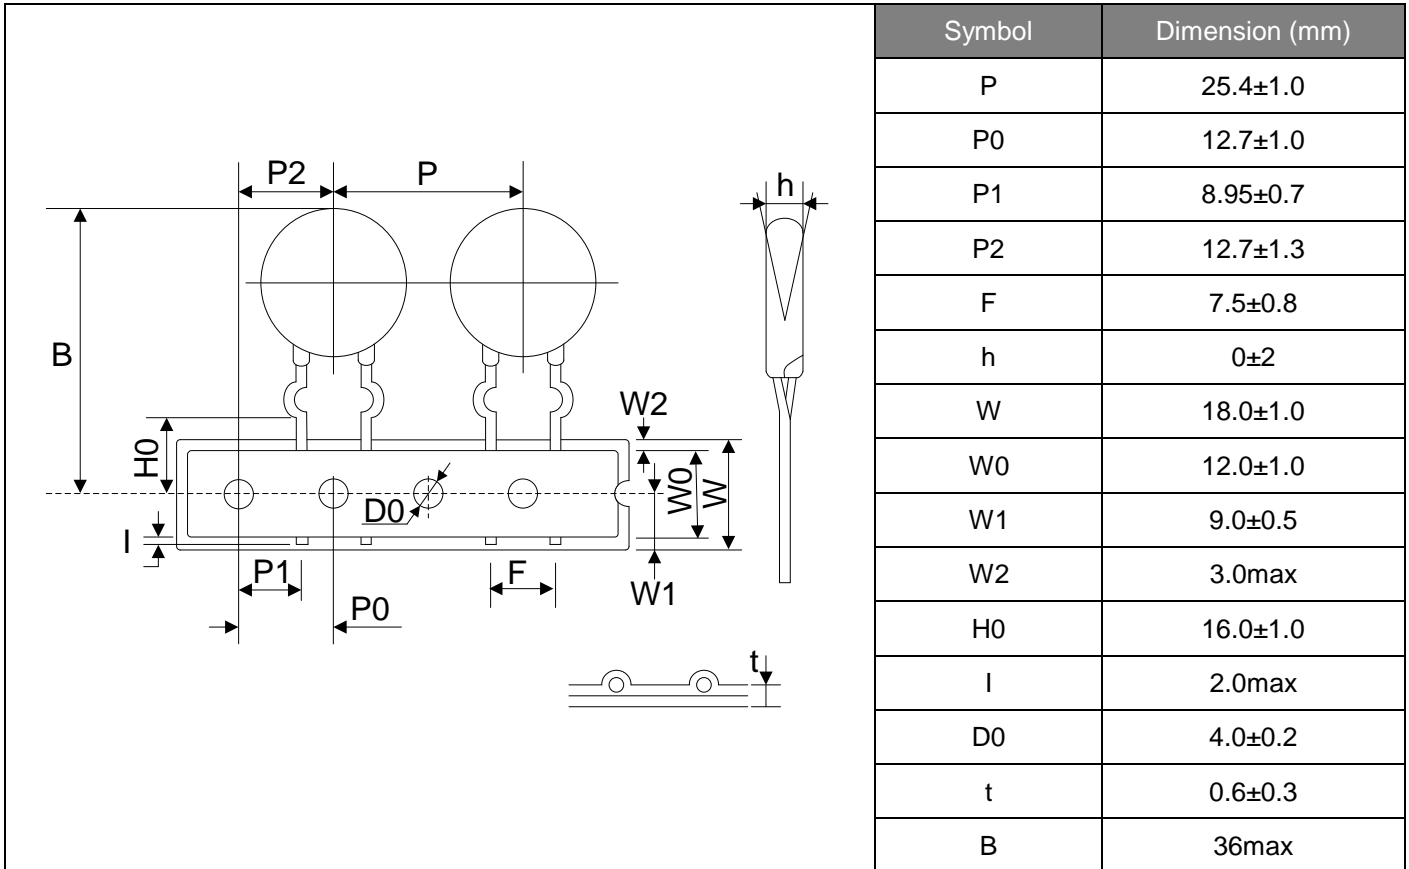 P2
P
h
B
H0
W2
D0
W0
W
I
P1
F
W1
P0
t
Symbol Dimension (mm)
P 25.4±1.0
P0 12.7±1.0
P1 8.95±0.7
P2 12.7±1.3
F 7.5±0.8
h 0±2
W 18.0±1.0
W0 12.0±1.0
W1 9.0±0.5
W2 3.0max
H0 16.0±1.0
I 2.0max
D0 4.0±0.2
t 0.6±0.3
B 36max